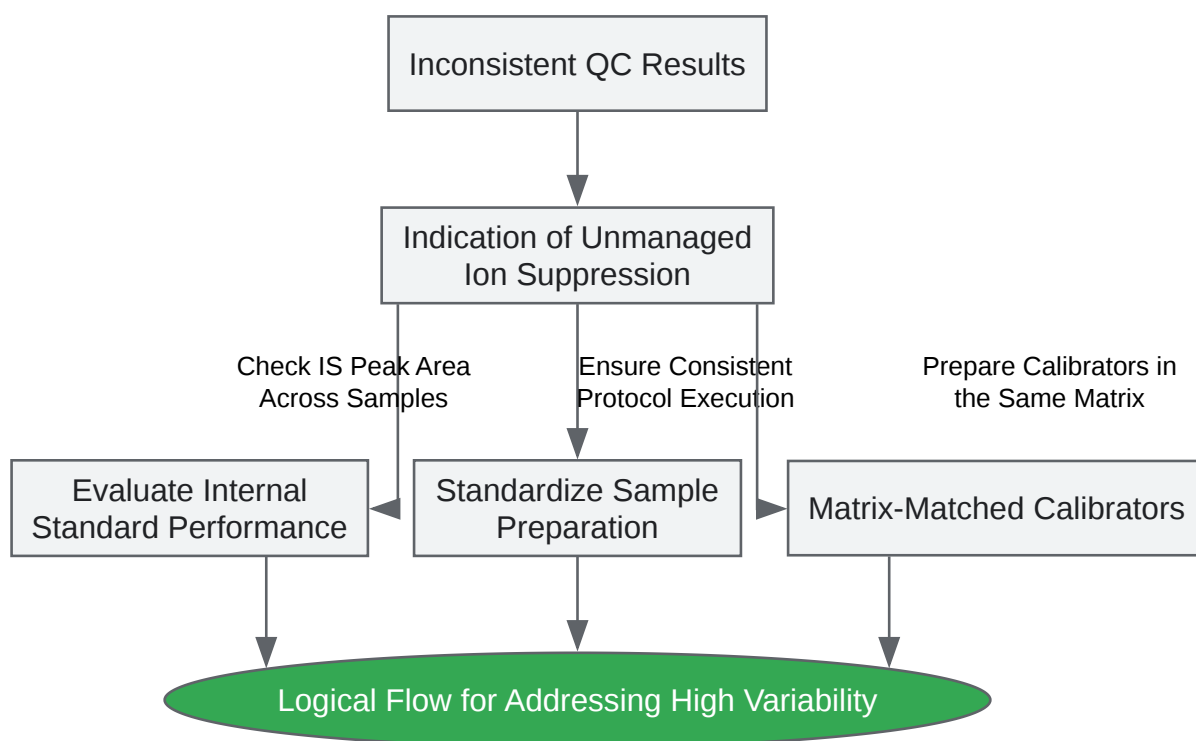 Inconsistent QC Results
Indication of Unmanaged
Ion Suppression
Check IS Peak Area
Across Samples
Ensure Consistent
Protocol Execution
Prepare Calibrators in
the Same Matrix
Evaluate Internal
Standard Performance
Standardize Sample
Preparation
Matrix-Matched Calibrators
Logical Flow for Addressing High Variability